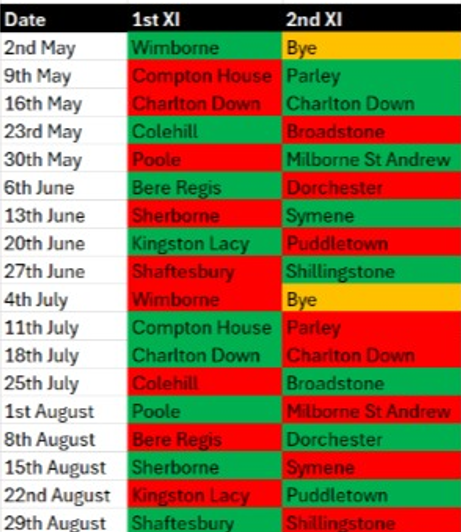 Date 1st XI 2nd XI
2nd May Wimborne Bye
9th May Compton House Parley
16th May Charlton Down Charlton Down
23rd May Colehill Broadstone
30th May Poole Milborne St Andrew
6th June Bere Regis Dorchester
13th June Sherborne Symene
20th June Kingston Lacy Puddletown
27th June Shaftesbury Shillingstone
4th July Wimborne Bye
11th July Compton House Parley
18th July Charlton Down Charlton Down
25th July Colehill Broadstone
1st August Poole Milborne St Andrew
8th August Bere Regis Dorchester
15th August Sherborne Symene
22nd August Kingston Lacy Puddletown
29th August Shaftesbury Shillingstone